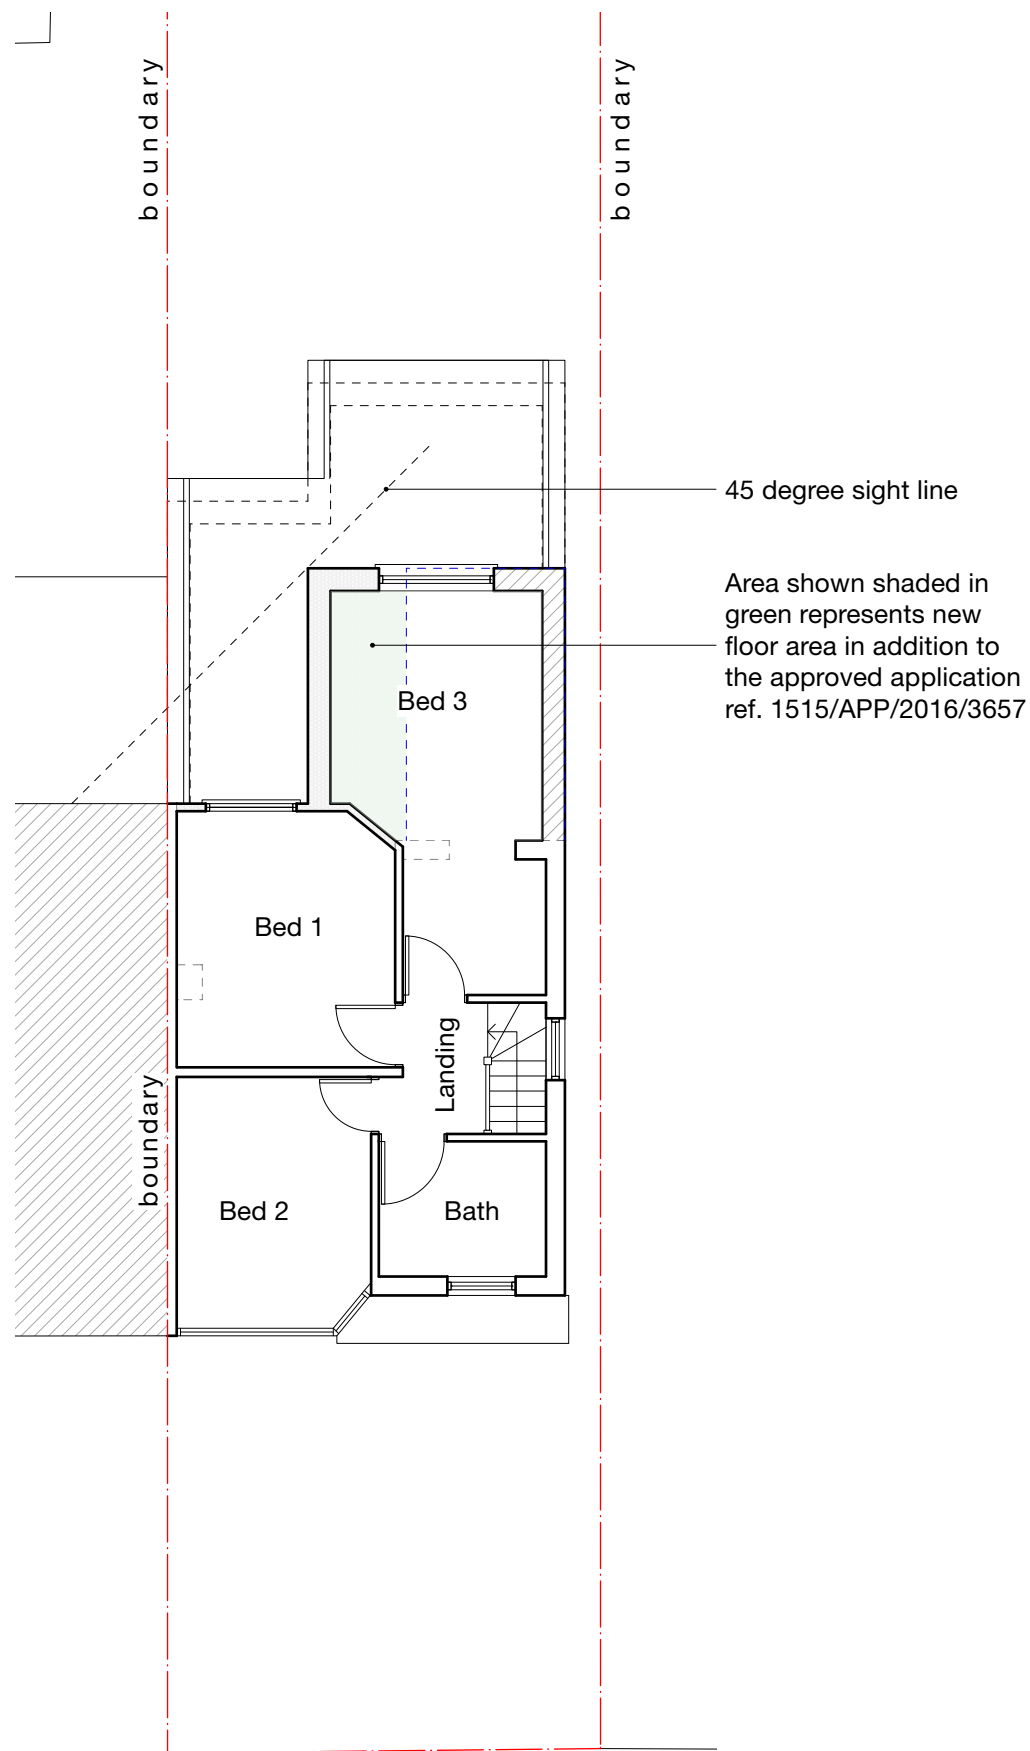 boundary
boundary
45 degree sight line
Area shown shaded in
green represents new
floor area in addition to
the approved application
ref. 1515/APP/2016/3657
Bed 3
Bed 1
Landing
boundary
Bed 2
Bath